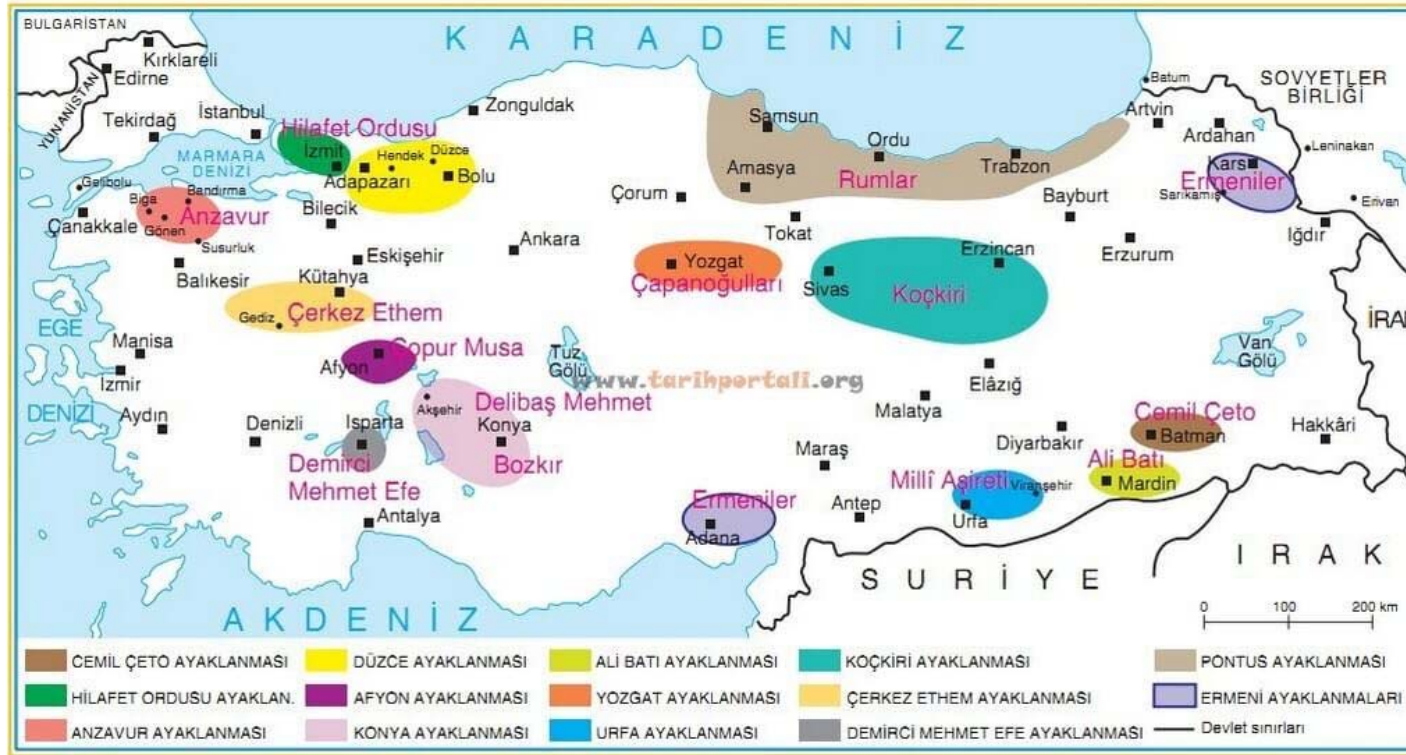 BULGARİSTAN
KARADENİZ
Kırklareli
Edirne
YUNANİSTAN
Tekirdağ
İstanbul
Zonguldak
Batum
SOVYETLER
BİRLİĞİ
Artvin
Ardahan
Leninakan
Hilafet Ordusu
İzmit
MARMARA
DENİZİ
Adapazarı
Hendek
Düzce
Bolu
Samsun
Ordu
Amasya
Rumlar
Trabzon
Kars
Ermeniler
Sarıkamış
Erivan
Gelibolu
Bandırma
Biga
Anzavur
Çanakkale
Gönen
Susurluk
Bilecik
Çorum
Tokat
Bayburt
Iğdır
Balıkesir
Eskişehir
Ankara
Kütahya
Yozgat
Çapanoğulları
Erzincan
Sivas
Koçkiri
Erzurum
Çerkez Ethem
Gediz
EGE
DENİZİ
İRAN
Manisa
İzmir
Afyon
Çopur Musa
Tuz
Gölü
Van
Gölü
www.tarihportali.org
Elâzığ
Malatya
Aydın
Denizli
Isparta
Akşehir
Delibaş Mehmet
Konya
Bozkır
Demirci
Mehmet Efe
Antalya
Maraş
Diyarbakır
Cemil Çeto
Batman
Hakkâri
Ali Batı
Mardin
Ermeniler
Adana
Antep
Millî Aşireti
Viranşehir
Urfa
SURİYE
IRAK
AKDENİZ
0 100 200 km
CEMİL ÇETO AYAKLANMASI
DÜZCE AYAKLANMASI
ALİ BATI AYAKLANMASI
KOÇKIRI AYAKLANMASI
PONTUS AYAKLANMASI
HİLAFET ORDUSU AYAKLAN.
AFYON AYAKLANMASI
YOZGAT AYAKLANMASI
ÇERKEZ ETHEM AYAKLANMASI
ERMENİ AYAKLANMALARI
ANZAVUR AYAKLANMASI
KONYA AYAKLANMASI
URFA AYAKLANMASI
DEMİRCİ MEHMET EFE AYAKLANMASI
Devlet sınırları